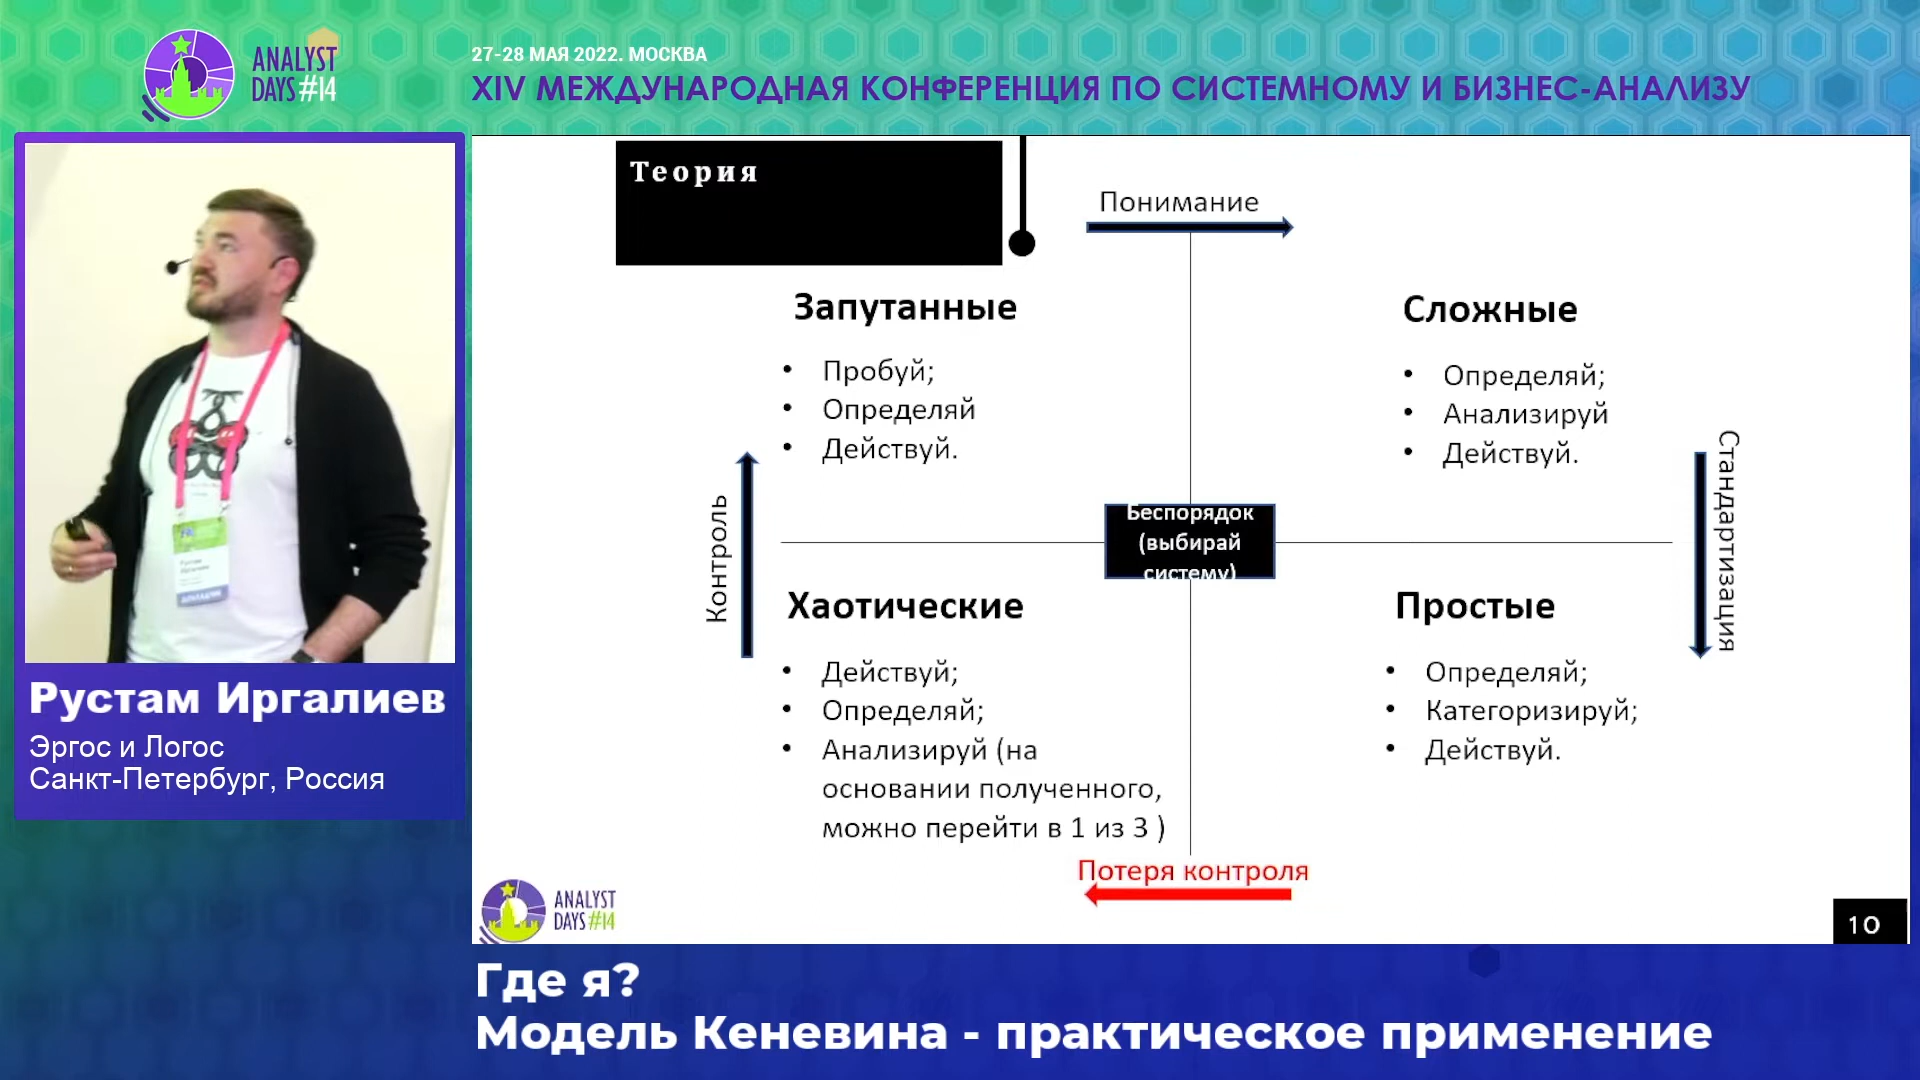 ANALYST
DAYS #14
27-28 МАЯ 2022. МОСКВА
XIV МЕЖДУНАРОДНАЯ КОНФЕРЕНЦИЯ ПО СИСТЕМНОМУ И БИЗНЕС-АНАЛИЗУ
Рустам Иргалиев
Эргос и Логос
Санкт-Петербург, Россия
Теория
Понимание
Запутанные
• Пробуй;
• Определяй
• Действуй.
Сложные
• Определяй;
• Анализируй
• Действуй.
Контроль
Стандартизация
Беспорядок
(выбирай
систему)
Хаотические
• Действуй;
• Определяй;
• Анализируй (на
основании полученного,
можно перейти в 1 из 3 )
Простые
• Определяй;
• Категоризируй;
• Действуй.
Потеря контроля
ANALYST
DAYS #14
10
Где я?
Модель Кеневина - практическое применение